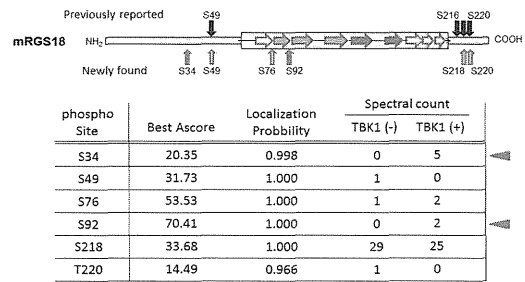 Previously reported S49 S216 S220
mRGS18 NH2 COOH
Newly found S34 S49 S76 S92 S218 S220
phospho Site Best Ascore Localization Probbility Spectral count
TBK1 (-) TBK1 (+)
S34 20.35 0.998 0 5
S49 31.73 1.000 1 0
S76 53.53 1.000 1 2
S92 70.41 1.000 0 2
S218 33.68 1.000 29 25
T220 14.49 0.966 1 0